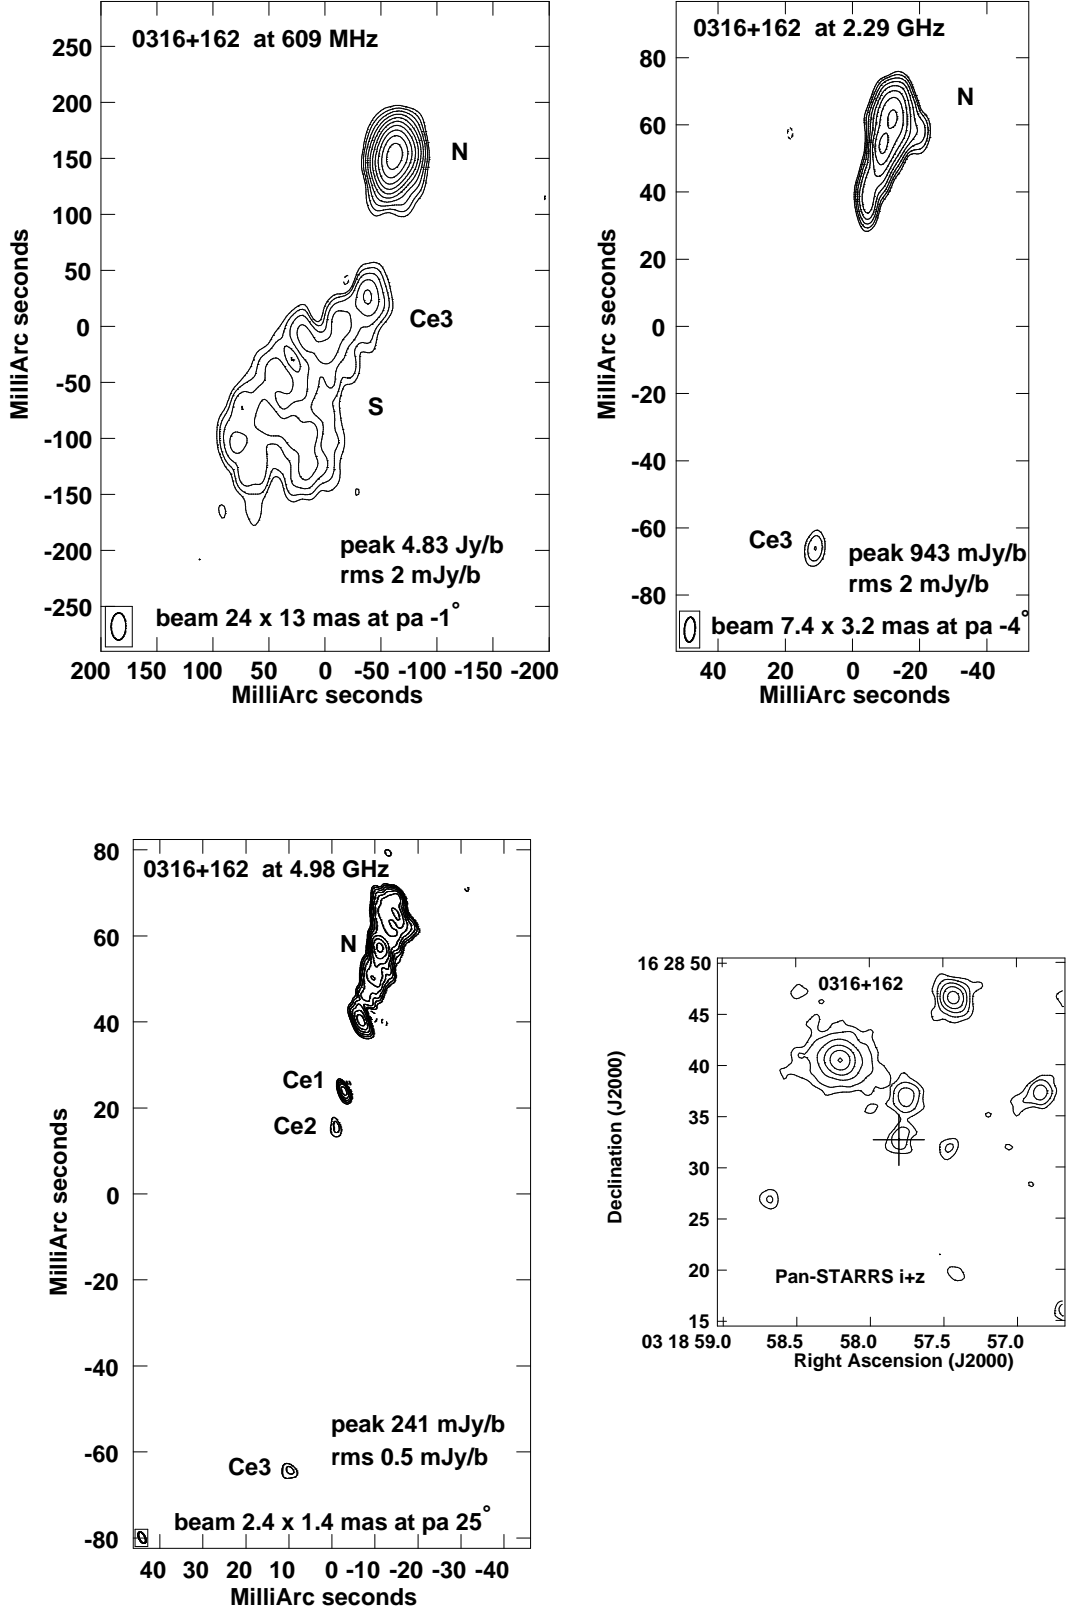 0316+162 at 609 MHz
250
200
150
100
50
0
-50
-100
-150
-200
-250
MilliArc seconds
N
Ce3
S
peak 4.83 Jy/b
rms 2 mJy/b
beam 24 x 13 mas at pa -1°
200 150 100 50 0 -50 -100 -150 -200
MilliArc seconds
0316+162 at 2.29 GHz
80
60
40
20
0
-20
-40
-60
-80
MilliArc seconds
N
Ce3
peak 943 mJy/b
rms 2 mJy/b
beam 7.4 x 3.2 mas at pa -4°
40 20 0 -20 -40
MilliArc seconds
0316+162 at 4.98 GHz
80
60
40
20
0
-20
-40
-60
-80
MilliArc seconds
N
Ce1
Ce2
Ce3
peak 241 mJy/b
rms 0.5 mJy/b
beam 2.4 x 1.4 mas at pa 25°
40 30 20 10 0 -10 -20 -30 -40
MilliArc seconds
0316+162
16 28 50
45
40
35
30
25
20
15
Declination (J2000)
Pan-STARRS i+z
03 18 59.0 58.5 58.0 57.5 57.0
Right Ascension (J2000)